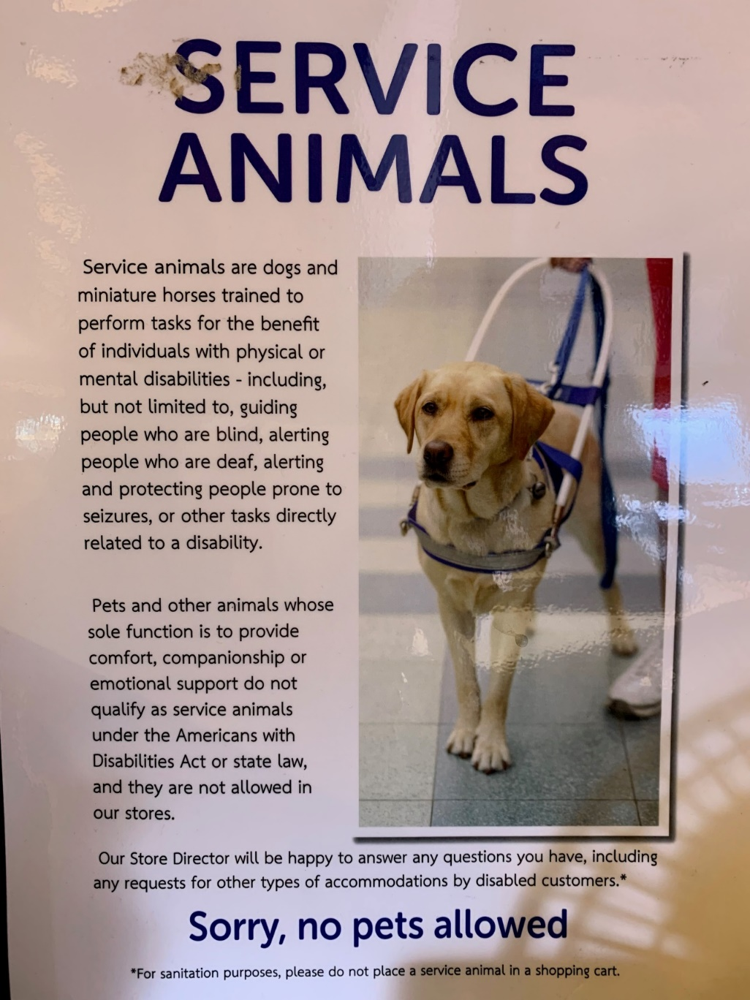 SERVICE
ANIMALS
Service animals are dogs and
miniature horses trained to
perform tasks for the benefit
of individuals with physical or
mental disabilities - including,
but not limited to, guiding
people who are blind, alerting
people who are deaf, alerting
and protecting people prone to
seizures, or other tasks directly
related to a disability.
Pets and other animals whose
sole function is to provide
comfort, companionship or
emotional support do not
qualify as service animals
under the Americans with
Disabilities Act or state law,
and they are not allowed in
our stores.
Our Store Director will be happy to answer any questions you have, including
any requests for other types of accommodations by disabled customers.*
Sorry, no pets allowed
*For sanitation purposes, please do not place a service animal in a shopping cart.